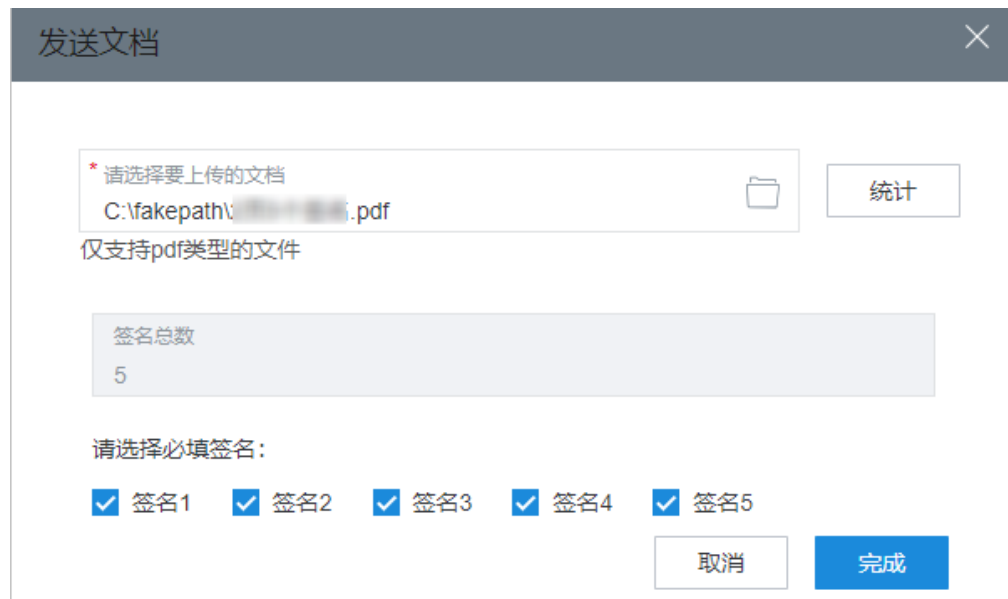 发送文档
* 请选择要上传的文档
C:\fakepath\ .pdf
统计
仅支持pdf类型的文件
签名总数
5
请选择必填签名：
签名1 签名2 签名3 签名4 签名5
取消 完成